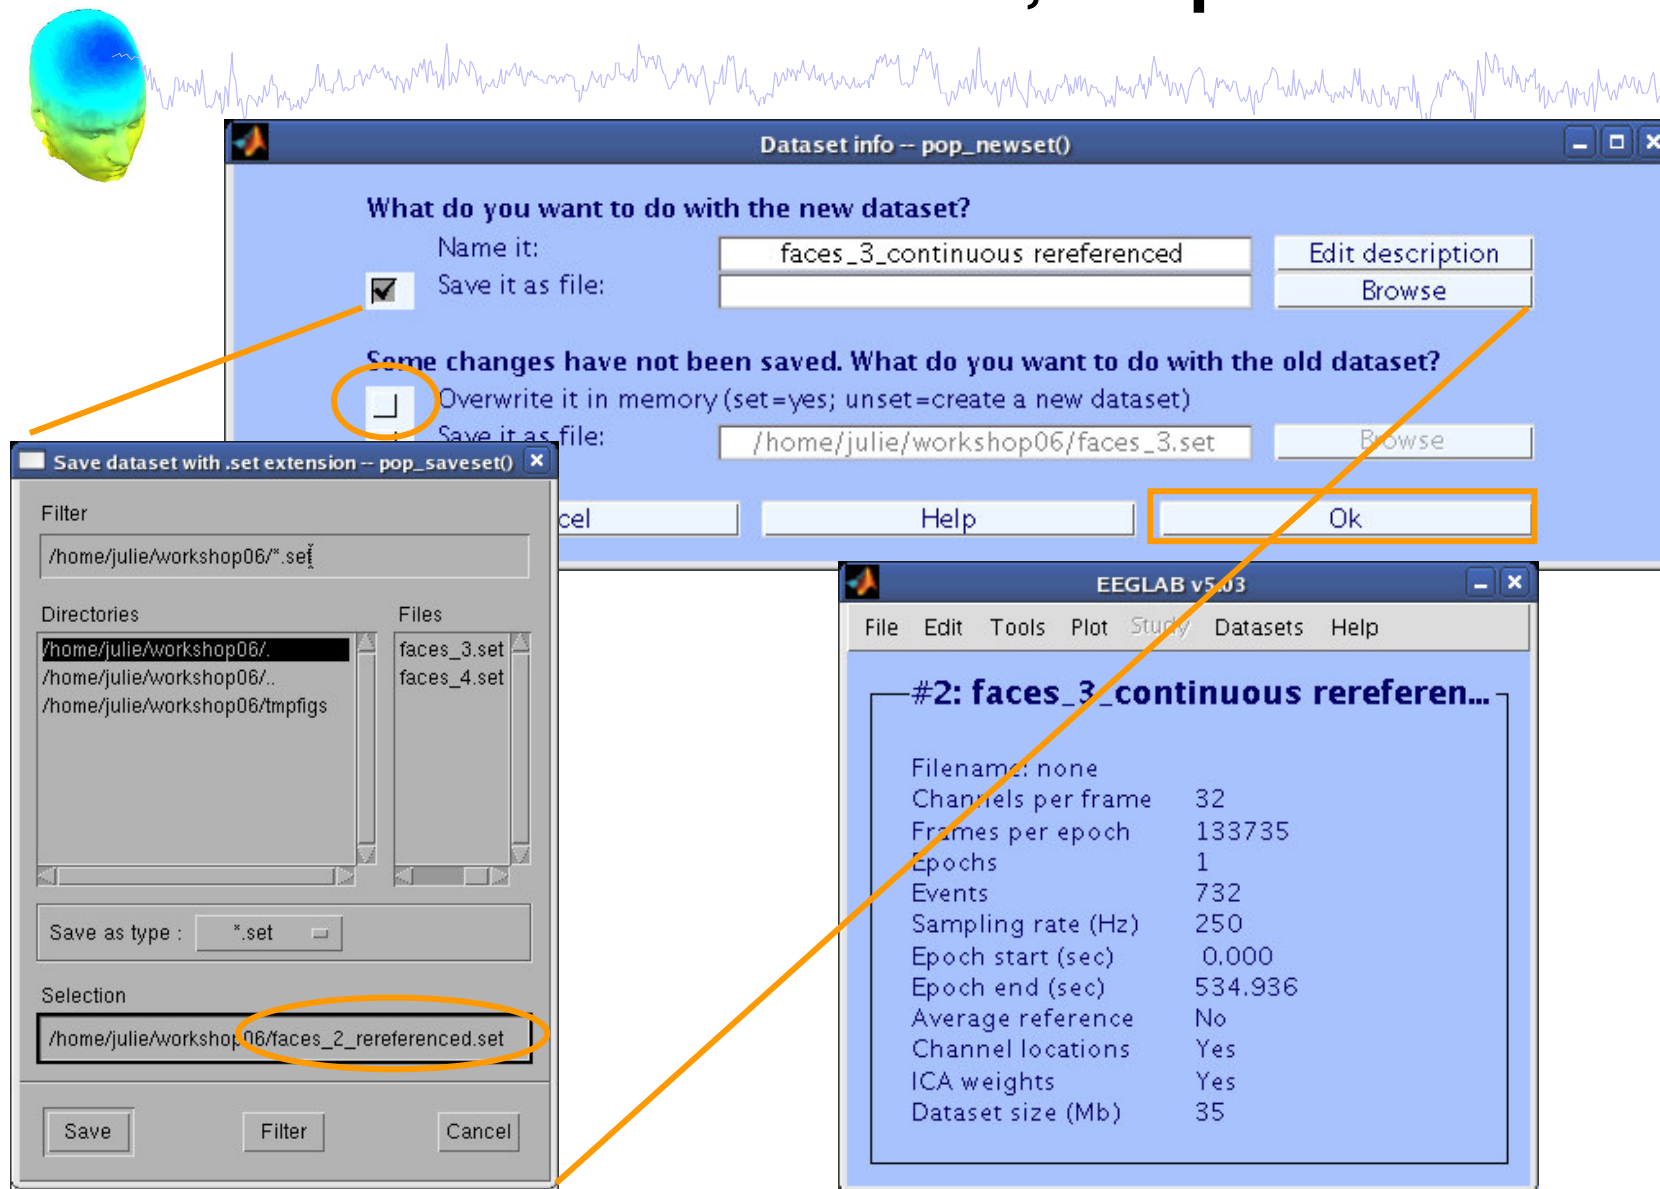 Dataset info -- pop_newset()
What do you want to do with the new dataset?
Name it:
faces_3_continuous rereferenced
Edit description
Save it as file:
Browse
Some changes have not been saved. What do you want to do with the old dataset?
Overwrite it in memory (set=yes; unset=create a new dataset)
Save it as file:
/home/julie/workshop06/faces_3.set
Browse
cel
Help
Ok
Save dataset with .set extension -- pop_saveset()
Filter
/home/julie/workshop06/*.set
Directories
Files
/home/julie/workshop06/.
/home/julie/workshop06/..
/home/julie/workshop06/tmpfigs
faces_3.set
faces_4.set
Save as type :
*.set
Selection
/home/julie/workshop06/faces_2_rereferenced.set
Save
Filter
Cancel
EEGLAB v5.03
File Edit Tools Plot Study Datasets Help
#2: faces_3_continuous rereferen...
Filename: none
Channels per frame 32
Frames per epoch 133735
Epochs 1
Events 732
Sampling rate (Hz) 250
Epoch start (sec) 0.000
Epoch end (sec) 534.936
Average reference No
Channel locations Yes
ICA weights Yes
Dataset size (Mb) 35